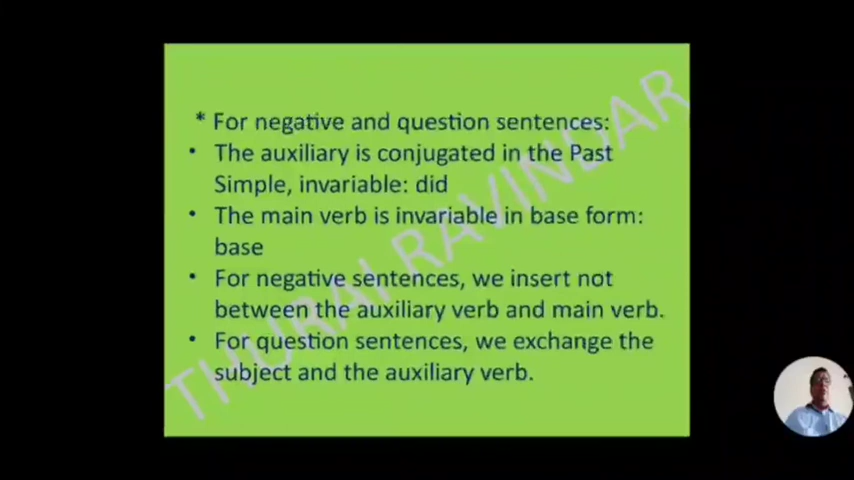 * For negative and question sentences:
• The auxiliary is conjugated in the Past
Simple, invariable: did
• The main verb is invariable in base form:
base
• For negative sentences, we insert not
between the auxiliary verb and main verb.
• For question sentences, we exchange the
subject and the auxiliary verb.
THURAI RAVINDAR